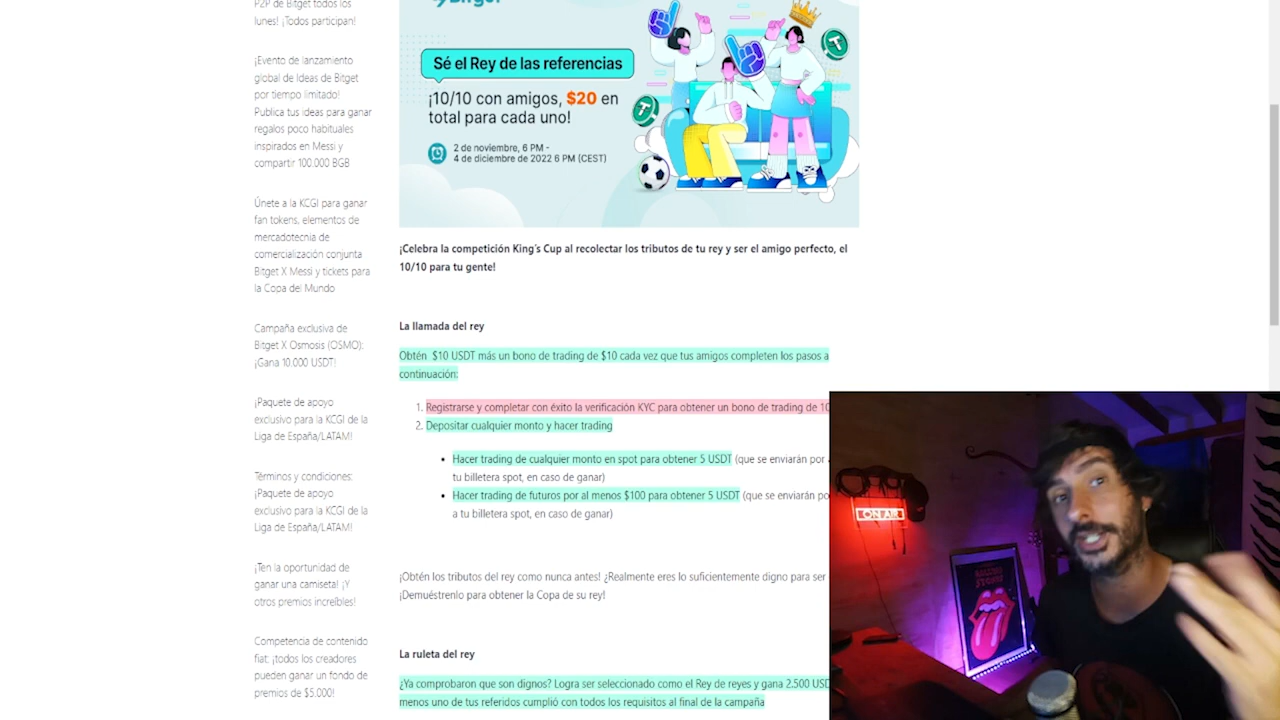 P2P de Bitget todos los
lunes! ¡Todos participan!
¡Evento de lanzamiento
global de Ideas de Bitget
por tiempo limitado!
Publica tus ideas para ganar
regalos poco habituales
inspirados en Messi y
compartir 100.000 BGB
Únete a la KCGI para ganar
fan tokens, elementos de
mercadotecnia de
comercialización conjunta
Bitget X Messi y tickets para
la Copa del Mundo
Campaña exclusiva de
Bitget X Osmosis (OSMO):
¡Gana 10,000 USDT!
¡Paquete de apoyo
exclusivo para la KCGI de la
Liga de España/LATAM!
Términos y condiciones:
¡Paquete de apoyo
exclusivo para la KCGI de la
Liga de España/LATAM!
¡Ten la oportunidad de
ganar una camiseta! ¡Y
otros premios increíbles!
Competencia de contenido
fiat: ¡todos los creadores
pueden ganar un fondo de
premios de $5,000!
Bitget
Sé el Rey de las referencias
¡10/10 con amigos, $20 en
total para cada uno!
2 de noviembre, 6 PM -
4 de diciembre de 2022 6 PM (CEST)
¡Celebra la competición King's Cup al recolectar los tributos de tu rey y ser el amigo perfecto, el
10/10 para tu gente!
La llamada del rey
Obtén $10 USDT más un bono de trading de $10 cada vez que tus amigos completen los pasos a
continuación:
1. Registrarse y completar con éxito la verificación KYC para obtener un bono de trading de 10
2. Depositar cualquier monto y hacer trading
• Hacer trading de cualquier monto en spot para obtener 5 USDT (que se enviarán por
tu billetera spot, en caso de ganar)
• Hacer trading de futuros por al menos $100 para obtener 5 USDT (que se enviarán po
a tu billetera spot, en caso de ganar)
¡Obtén los tributos del rey como nunca antes! ¿Realmente eres lo suficientemente digno para ser
¡Demuéstrenlo para obtener la Copa de su rey!
La ruleta del rey
¿Ya comprobaron que son dignos? Logra ser seleccionado como el Rey de reyes y gana 2.500 USD
menos uno de tus referidos cumplió con todos los requisitos al final de la campaña
ON AIR